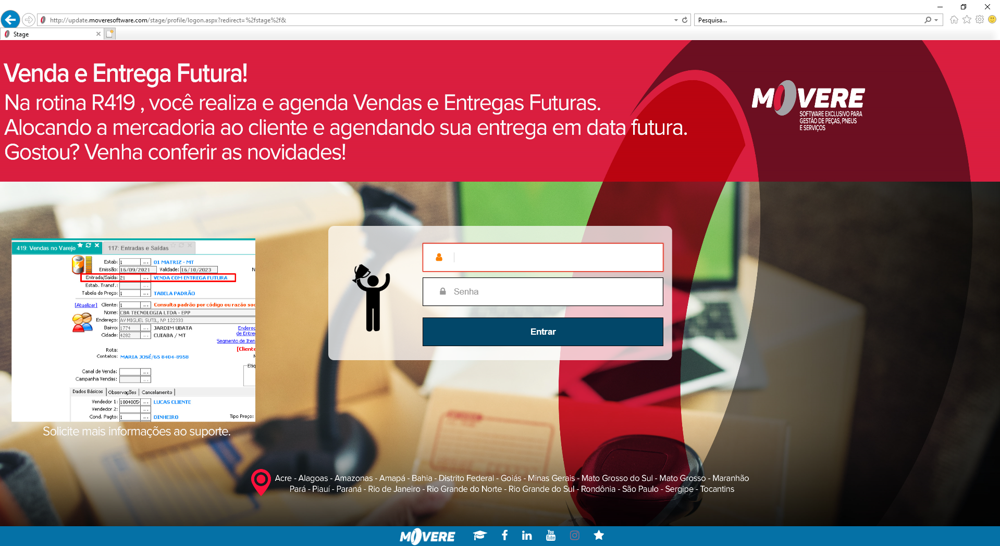 http://update.moveresoftware.com/stage/profile/logon.aspx?redirect=%2fstage%2f&
Pesquisa...
Stage
Venda e Entrega Futura!
Na rotina R419 , você realiza e agenda Vendas e Entregas Futuras.
Alocando a mercadoria ao cliente e agendando sua entrega em data futura.
Gostou? Venha conferir as novidades!
MOVERE
SOFTWARE EXCLUSIVO PARA
GESTÃO DE PEÇAS, PNEUS
E SERVIÇOS
419: Vendas no Varejo
117: Entradas e Saídas
Estab: 1 ... 01 MATRIZ - MT
Emissão: 16/09/2021 Validade: 16/10/2023 N
Entrada/Saída: 21 ... VENDA COM ENTREGA FUTURA
Estab. Transf.: ...
Tabela de Preço: 1 ... TABELA PADRÃO
[Atualizar] Cliente: 1 ... Consulta padrão por código ou razão soc
Nome: CBA TECNOLOGIA LTDA - EPP
Endereço: AV MIGUEL SUTIL, Nº 122333
Bairro: 1774 ... JARDIM UBATA Endereç
Cidade: 4282 ... CUIABA / MT de Entre
Segmento de Iten
Rota: [Cliente
Contatos: MARIA JOSÉ/65 8404-8958
Canal de Venda: ... Etiq
Campanha Vendas: ...
Dados Básicos Observações Cancelamento
Vendedor 1: 1004005 ... LUCAS CLIENTE
Vendedor 2: ...
Cond. Pagto: 1 ... DINHEIRO Tipo Preço:
Solicite mais informações ao suporte.
Senha
Entrar
Acre - Alagoas - Amazonas - Amapá - Bahia - Distrito Federal - Goiás - Minas Gerais - Mato Grosso do Sul - Mato Grosso - Maranhão
Pará - Piauí - Paraná - Rio de Janeiro - Rio Grande do Norte - Rio Grande do Sul - Rondônia - São Paulo - Sergipe - Tocantins
MOVERE
You
Tube